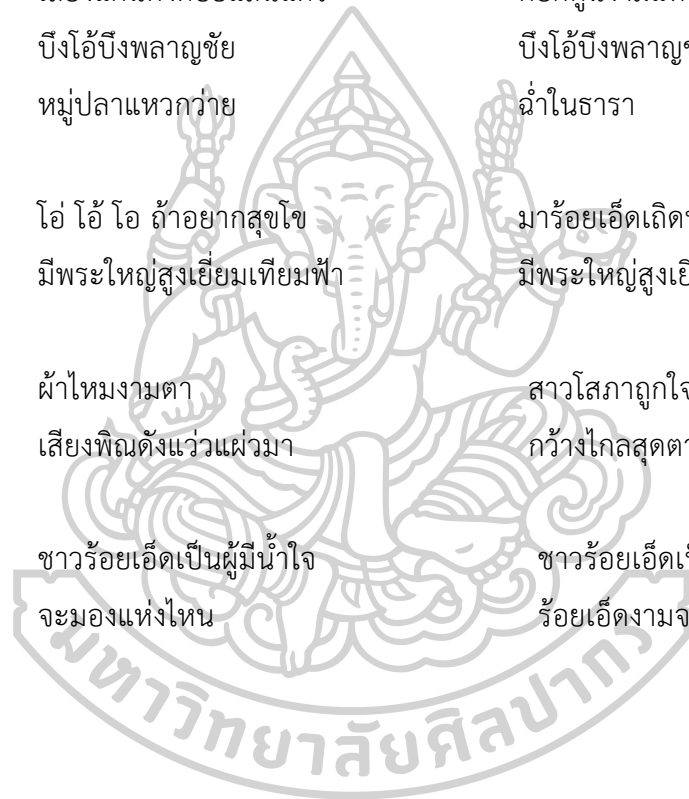 บึงโอ้บึงพลาญชัย บึงโอ้บึงพลาญ
หมู่ปลาแหวกว่าย ฉ่ำในธารา
โอ่ โอ้ โอ ถ้าอยากสุขโข มาร้อยเอ็ดเถิด
มีพระใหญ่สูงเยี่ยมเทียมฟ้า มีพระใหญ่สูง
ผ้าไหมงามตา สาวโสภาถูกใจ
เสียงพิณดังแว่วแผ่วมา กว้างไกลสุดตา
ชาวร้อยเอ็ดเป็นผู้มีน้ำใจ ชาวร้อยเอ็ด
จะมองแห่งไหน ร้อยเอ็ดงาม
มหาวิทยาลัยศิลปากร